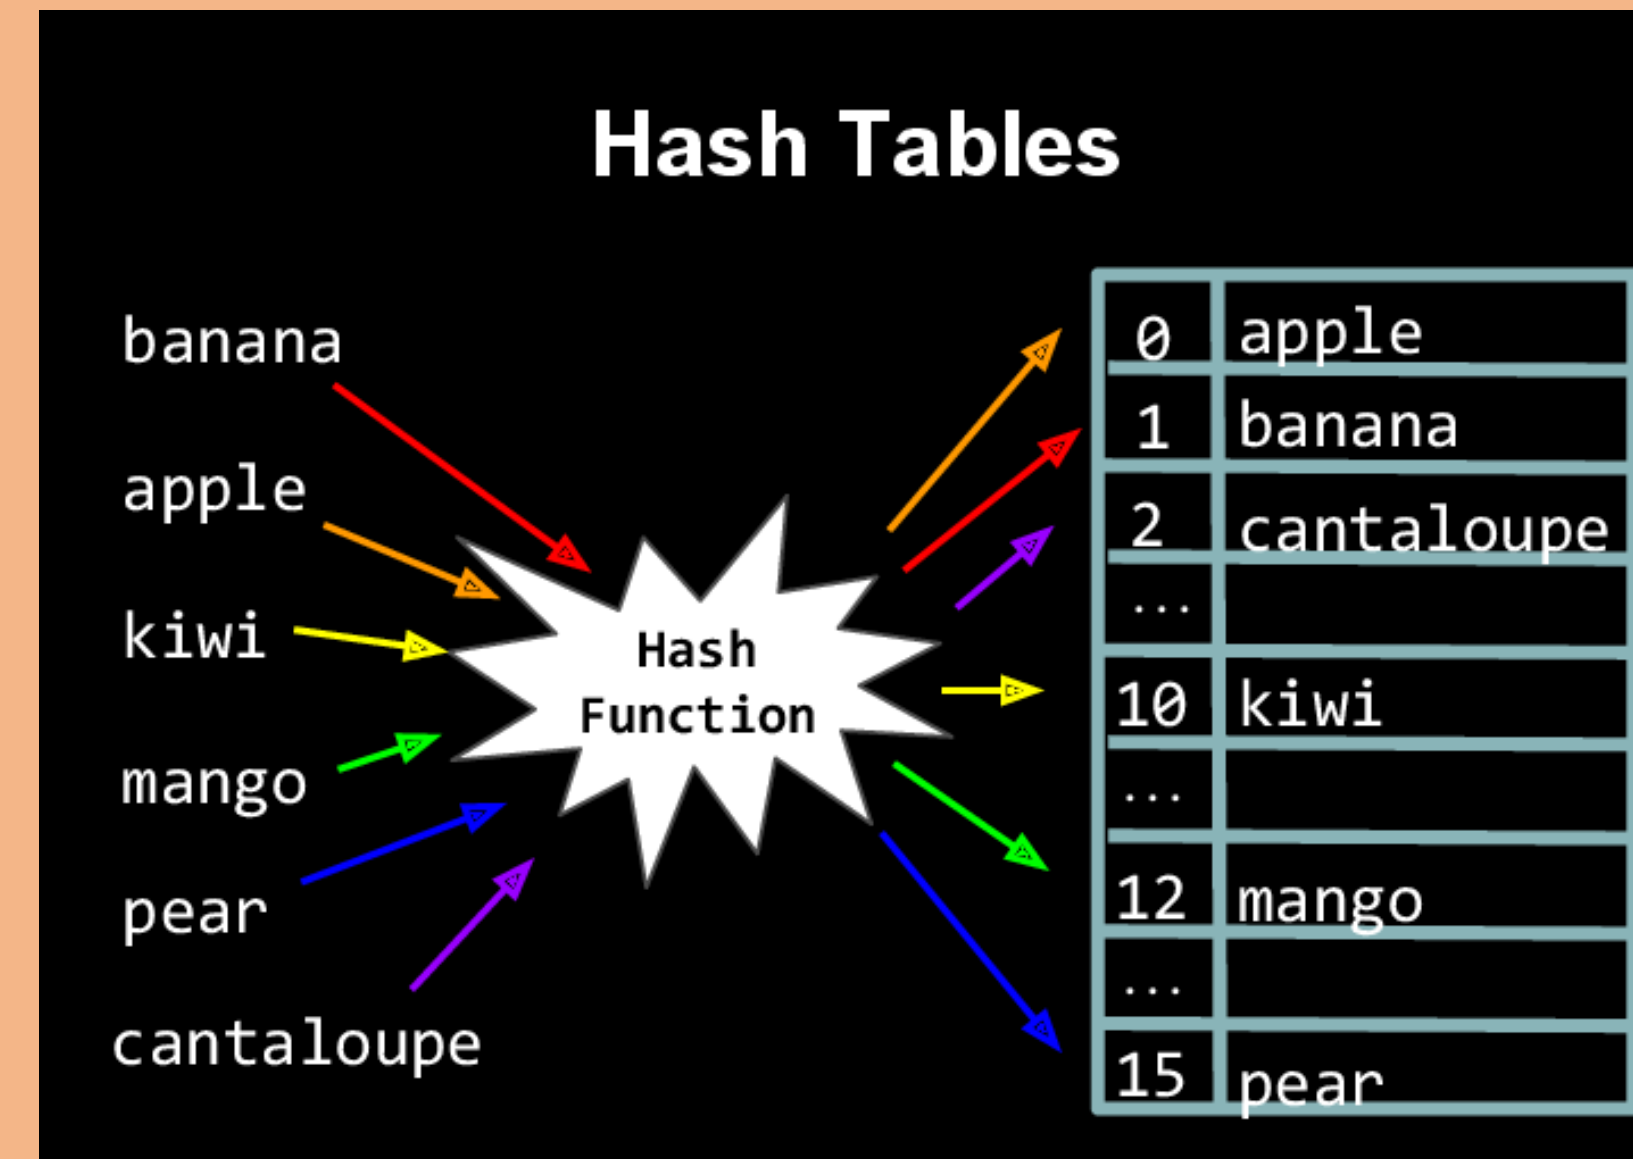 Hash Tables
banana
apple
kiwi
mango
pear
cantaloupe
Hash
Function
0 apple
1 banana
2 cantaloupe
...
10 kiwi
...
12 mango
...
15 pear